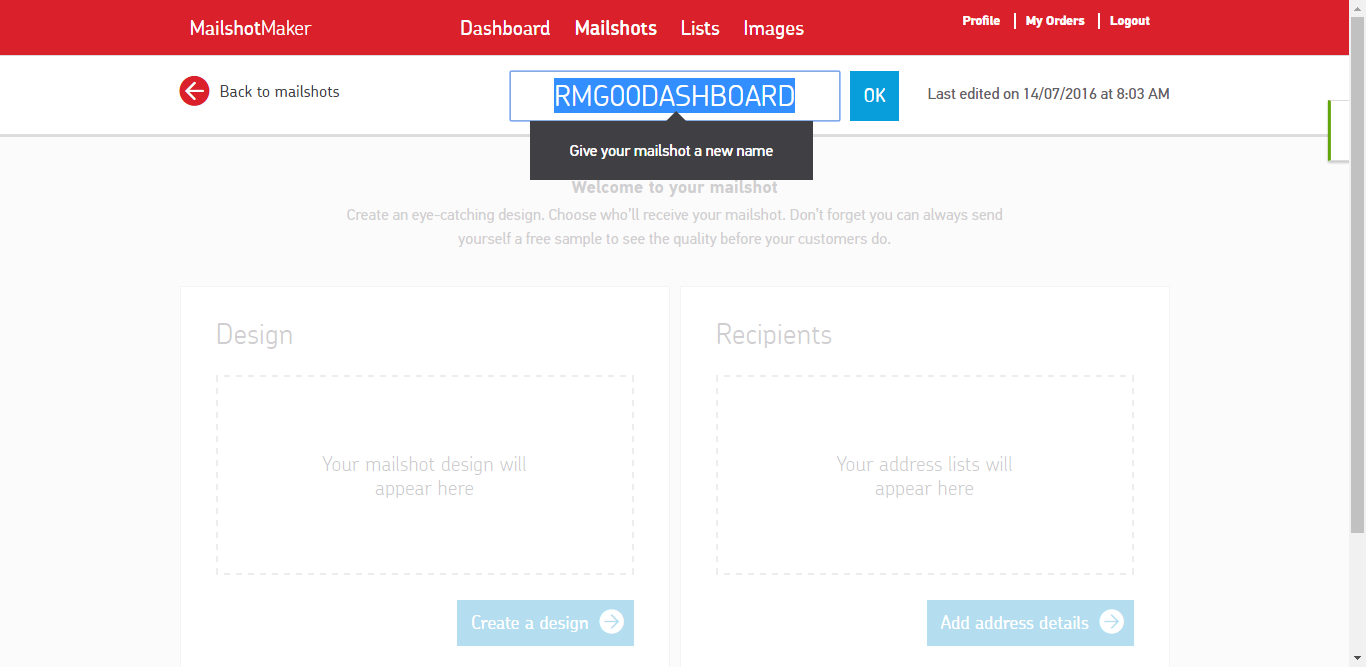 MailshotMaker
Dashboard Mailshots Lists Images
Profile My Orders Logout
Back to mailshots
RMG00DASHBOARD
OK
Last edited on 14/07/2016 at 8:03 AM
Give your mailshot a new name
Welcome to your mailshot
Create an eye-catching design. Choose who'll receive your mailshot. Don't forget you can always send
yourself a free sample to see the quality before your customers do.
Design
Your mailshot design will
appear here
Create a design
Recipients
Your address lists will
appear here
Add address details